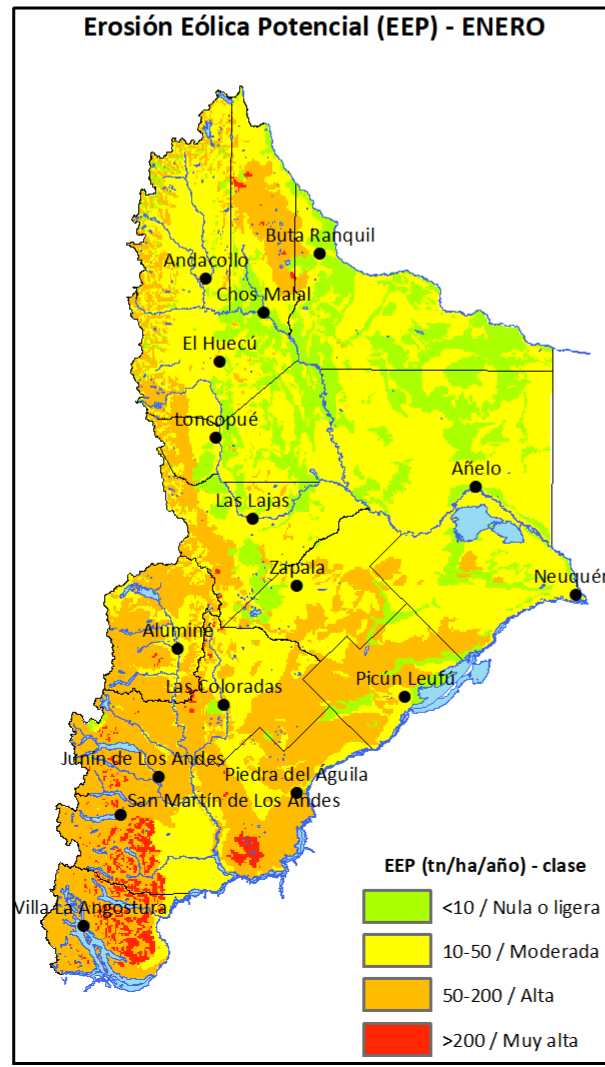 Erosión Eólica Potencial (EEP) - ENERO
Buta Ranquil
Andacollo
Chos Malal
El Huecú
Loncopué
Añelo
Las Lajas
Zapala
Neuquén
Aluminé
Las Coloradas
Picún Leufú
Junín de Los Andes
Piedra del Águila
San Martín de Los Andes
Villa La Angostura
EEP (tn/ha/año) - clase
<10 / Nula o ligera
10-50 / Moderada
50-200 / Alta
>200 / Muy alta